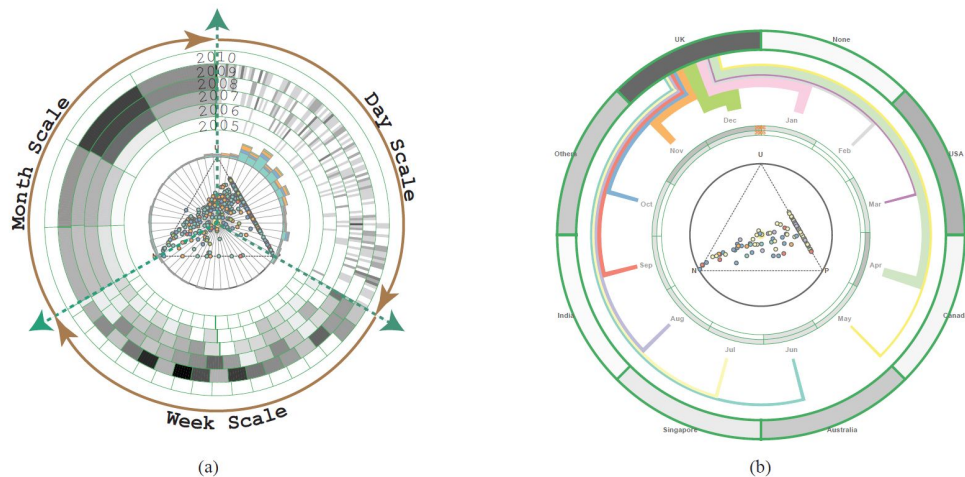 2010
2009
2008
2007
2006
2005
Month Scale
Day Scale
Week Scale
(a)
UK
None
Others
USA
India
Canada
Singapore
Australia
Dec
Jan
Nov
Feb
Oct
Mar
Sep
Apr
Aug
May
Jul
Jun
U
N
P
(b)